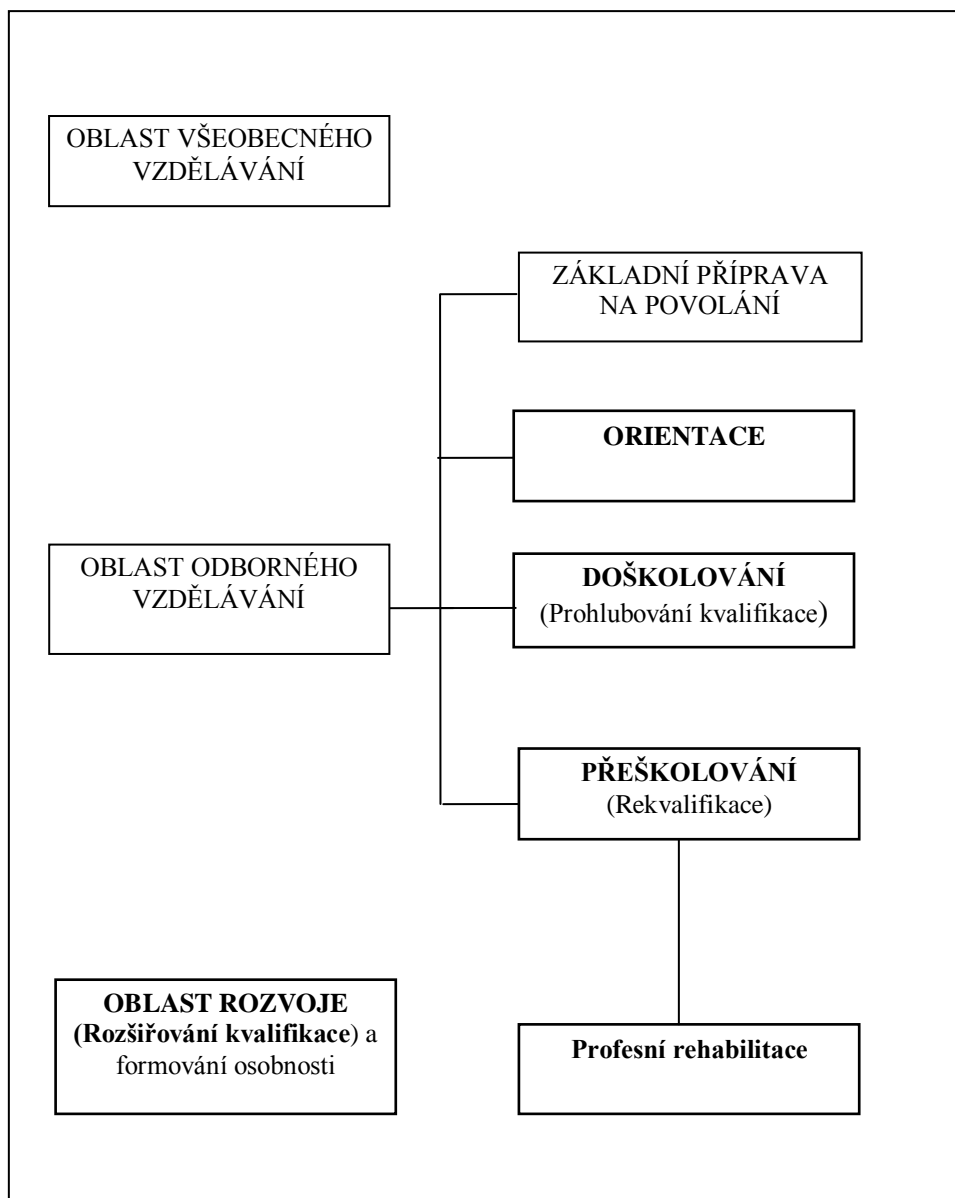 OBLAST VŠEOBECNÉHO
VZDĚLÁVÁNÍ
ZÁKLADNÍ PŘÍPRAVA
NA POVOLÁNÍ
ORIENTACE
OBLAST ODBORNÉHO
VZDĚLÁVÁNÍ
DOŠKOLOVÁNÍ
(Prohlubování kvalifikace)
PŘEŠKOLOVÁNÍ
(Rekvalifikace)
OBLAST ROZVOJE
(Rozšiřování kvalifikace) a
formování osobnosti
Profesní rehabilitace